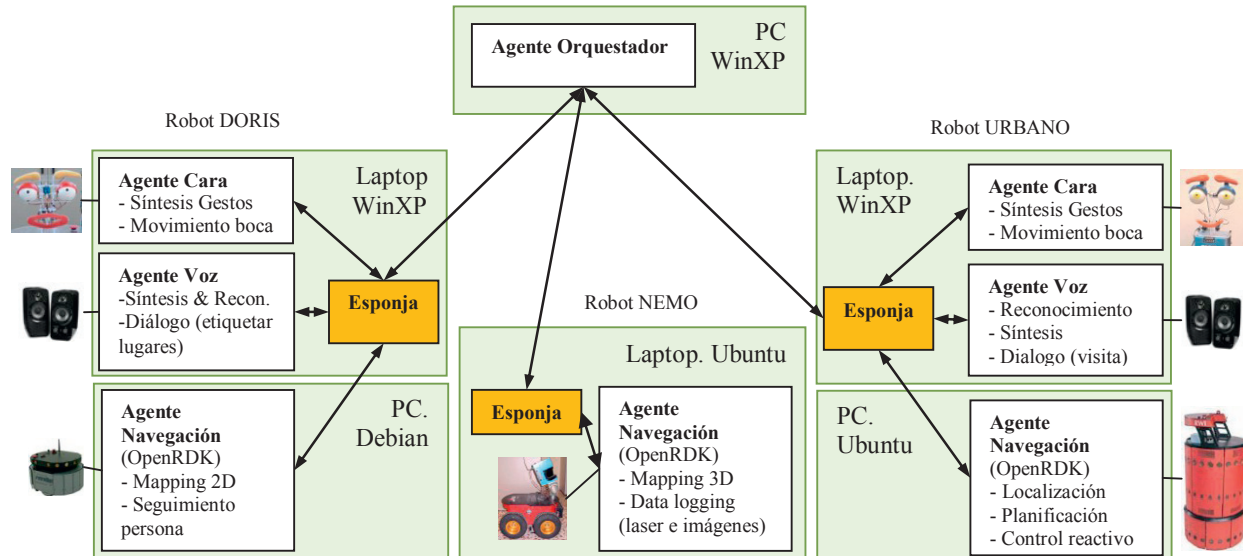 Agente Orquestador
PC
WinXP
Robot DORIS
Robot URBANO
Agente Cara
- Síntesis Gestos
- Movimiento boca
Laptop
WinXP
Agente Voz
-Síntesis & Recon.
-Diálogo (etiquetar
lugares)
Esponja
Agente
Navegación
(OpenRDK)
- Mapping 2D
- Seguimiento
persona
PC.
Debian
Robot NEMO
Laptop. Ubuntu
Esponja
Agente
Navegación
(OpenRDK)
- Mapping 3D
- Data logging
(laser e imágenes)
Laptop.
WinXP
Agente Cara
- Síntesis Gestos
- Movimiento boca
Esponja
Agente Voz
- Reconocimiento
- Síntesis
- Dialogo (visita)
PC.
Ubuntu
Agente
Navegación
(OpenRDK)
- Localización
- Planificación
- Control reactivo